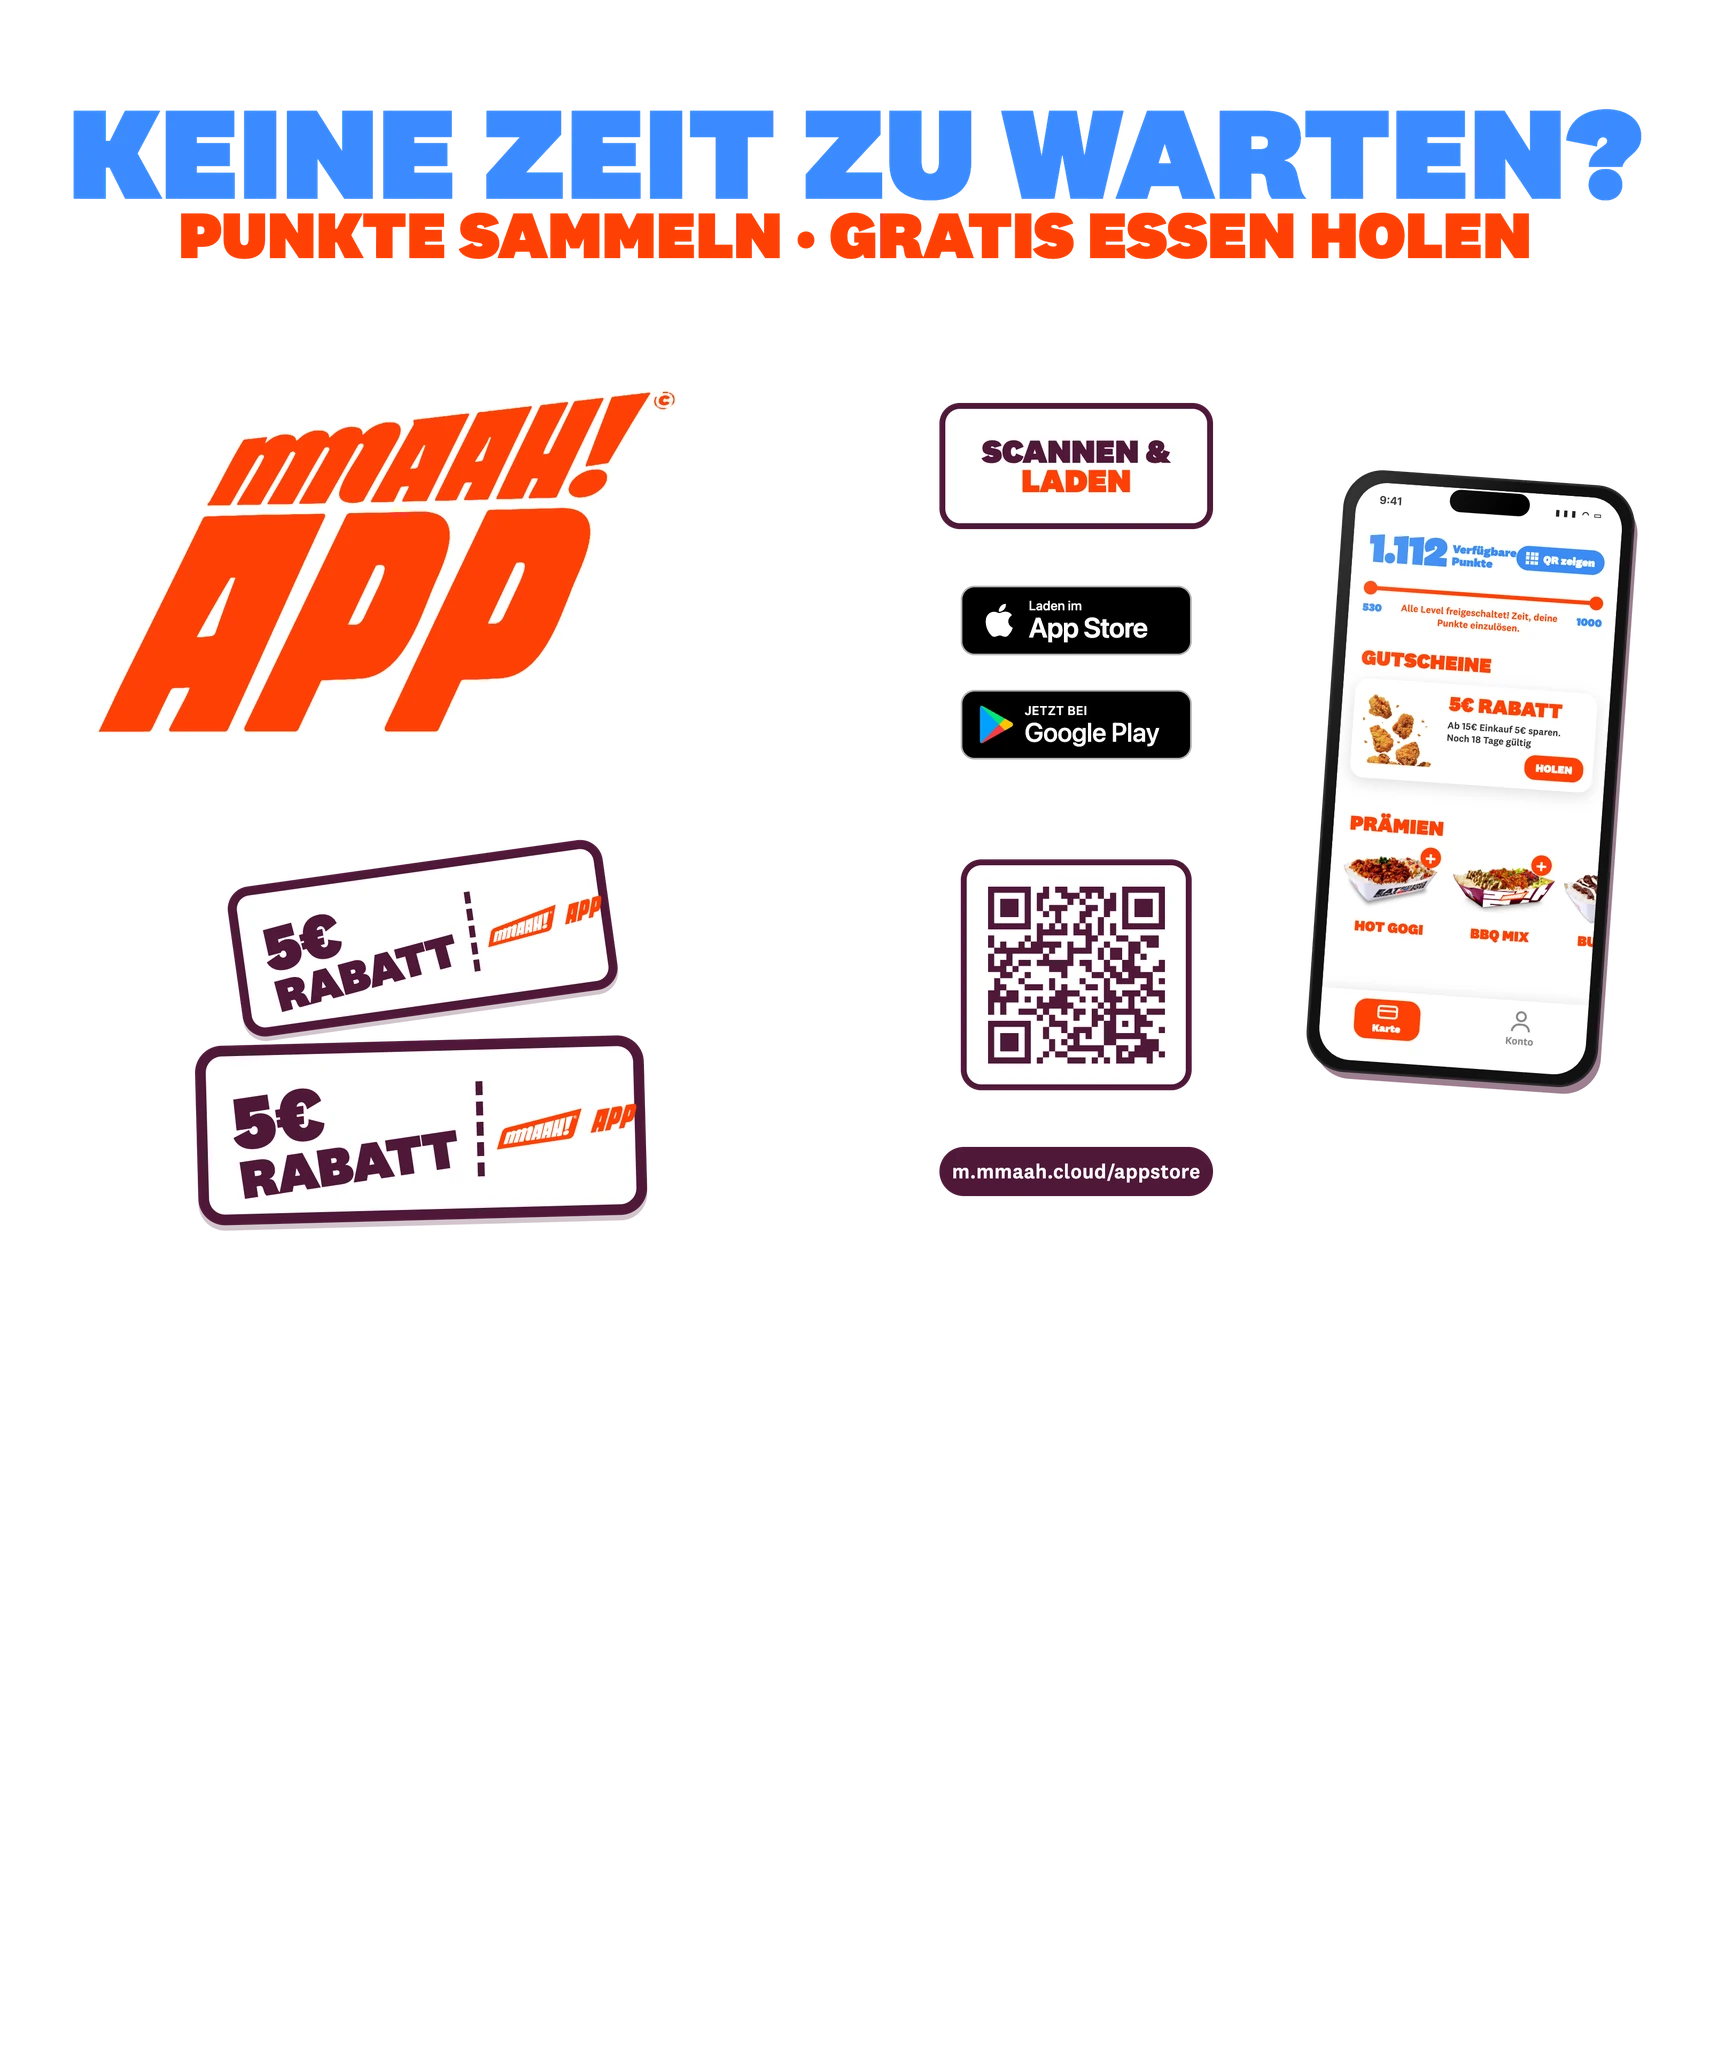 KEINE ZEIT ZU WARTEN?
PUNKTE SAMMELN • GRATIS ESSEN HOLEN
mmAAH! ©
APP
5€
RABATT
mmAAH! APP
5€
RABATT
mmAAH! APP
SCANNEN &
LADEN
Laden im
App Store
JETZT BEI
Google Play
m.mmaah.cloud/appstore
9:41
1.112 Verfügbare
Punkte
QR zeigen
530
Alle Level freigeschaltet! Zeit, deine
Punkte einzulösen.
1000
GUTSCHEINE
5€ RABATT
Ab 15€ Einkauf 5€ sparen.
Noch 18 Tage gültig
HOLEN
PRÄMIEN
EAT
HOT GOGI
BBQ MIX
BU
Karte
Konto